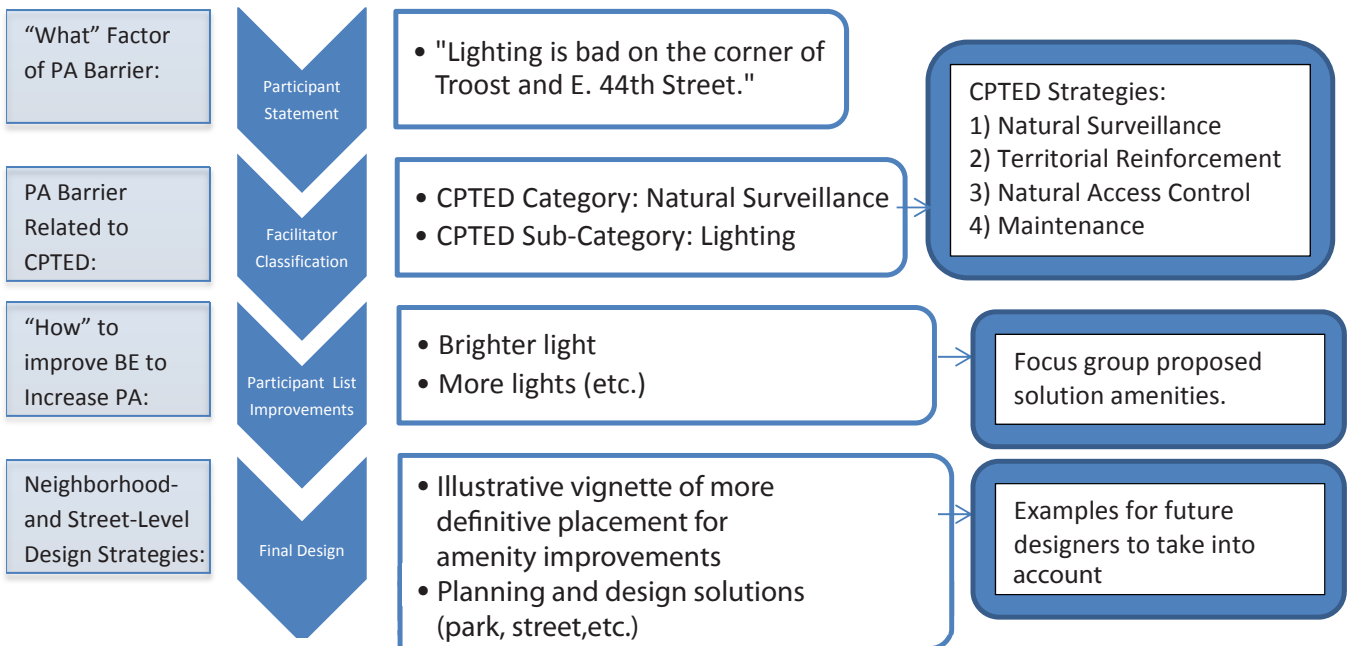 “What” Factor
of PA Barrier:
Participant
Statement
• "Lighting is bad on the corner of
Troost and E. 44th Street."
PA Barrier
Related to
CPTED:
Facilitator
Classification
• CPTED Category: Natural Surveillance
• CPTED Sub-Category: Lighting
CPTED Strategies:
1) Natural Surveillance
2) Territorial Reinforcement
3) Natural Access Control
4) Maintenance
“How” to
improve BE to
Increase PA:
Participant List
Improvements
• Brighter light
• More lights (etc.)
Focus group proposed
solution amenities.
Neighborhood-
and Street-Level
Design Strategies:
Final Design
• Illustrative vignette of more
definitive placement for
amenity improvements
• Planning and design solutions
(park, street,etc.)
Examples for future
designers to take into
account